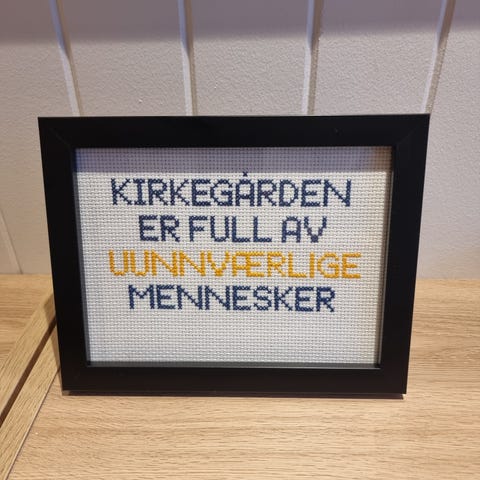 KIRKEGÅRDEN
ER FULL AV
UUNNVÆRLIGE
MENNESKER